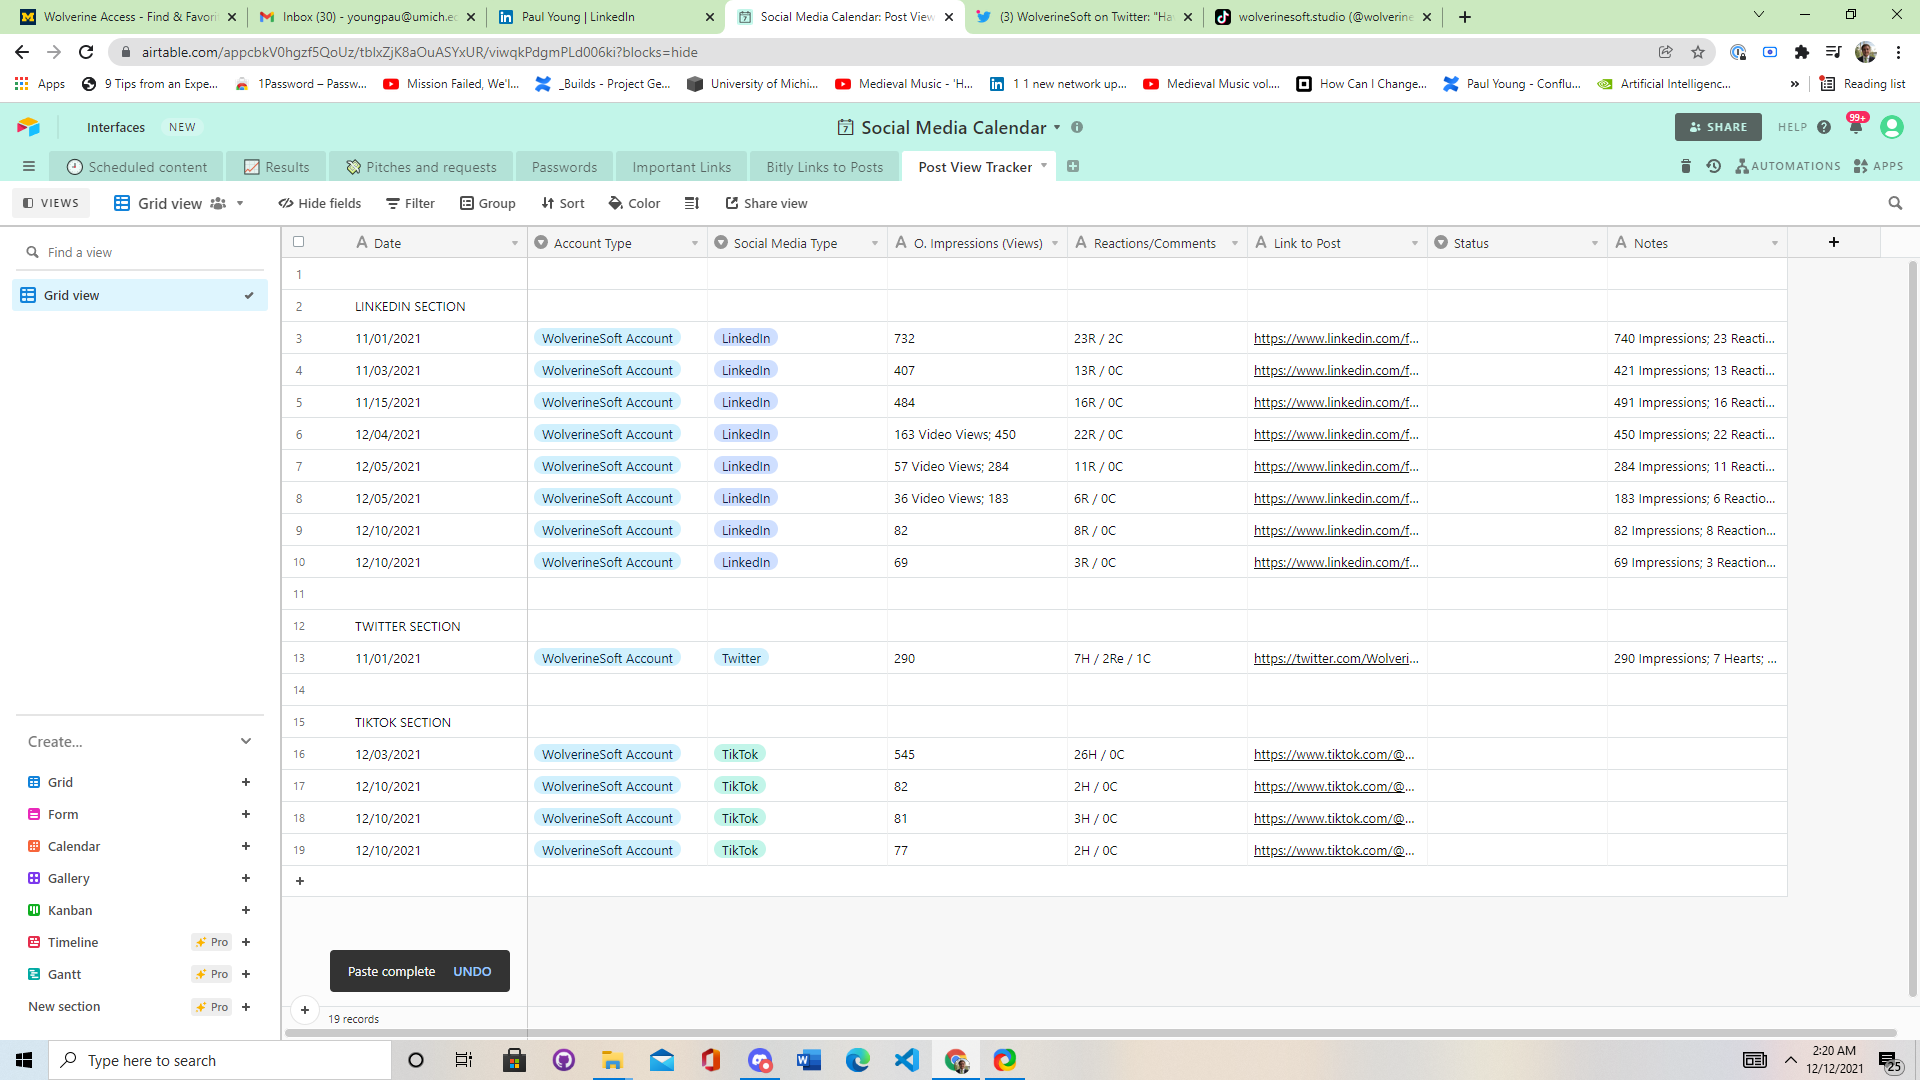 Wolverine Access - Find & Favori
Inbox (30) - youngpau@umich.ed
Paul Young | LinkedIn
Social Media Calendar: Post View
(3) WolverineSoft on Twitter: "Ha
wolverinesoft.studio (@wolverine
airtable.com/appcbkV0hgzf5QoUz/tblxZjK8aOuASYxUR/viwqkPdgmPLd006ki?blocks=hide
Apps 9 Tips from an Expe... 1Password – Passw... Mission Failed, We'l... _Builds - Project Ge... University of Michi... Medieval Music - 'H... 1 1 new network up... Medieval Music vol.... How Can I Change... Paul Young - Conflu... Artificial Intelligenc... » Reading list
Interfaces NEW Social Media Calendar SHARE HELP 99+
Scheduled content Results Pitches and requests Passwords Important Links Bitly Links to Posts Post View Tracker AUTOMATIONS APPS
VIEWS Grid view Hide fields Filter Group Sort Color Share view
Find a view
Grid view
Date Account Type Social Media Type O. Impressions (Views) Reactions/Comments Link to Post Status Notes
1
2 LINKEDIN SECTION
3 11/01/2021 WolverineSoft Account LinkedIn 732 23R / 2C https://www.linkedin.com/f... 740 Impressions; 23 Reacti...
4 11/03/2021 WolverineSoft Account LinkedIn 407 13R / 0C https://www.linkedin.com/f... 421 Impressions; 13 Reacti...
5 11/15/2021 WolverineSoft Account LinkedIn 484 16R / 0C https://www.linkedin.com/f... 491 Impressions; 16 Reacti...
6 12/04/2021 WolverineSoft Account LinkedIn 163 Video Views; 450 22R / 0C https://www.linkedin.com/f... 450 Impressions; 22 Reacti...
7 12/05/2021 WolverineSoft Account LinkedIn 57 Video Views; 284 11R / 0C https://www.linkedin.com/f... 284 Impressions; 11 Reacti...
8 12/05/2021 WolverineSoft Account LinkedIn 36 Video Views; 183 6R / 0C https://www.linkedin.com/f... 183 Impressions; 6 Reactio...
9 12/10/2021 WolverineSoft Account LinkedIn 82 8R / 0C https://www.linkedin.com/f... 82 Impressions; 8 Reaction...
10 12/10/2021 WolverineSoft Account LinkedIn 69 3R / 0C https://www.linkedin.com/f... 69 Impressions; 3 Reaction...
11
12 TWITTER SECTION
13 11/01/2021 WolverineSoft Account Twitter 290 7H / 2Re / 1C https://twitter.com/Wolveri... 290 Impressions; 7 Hearts; ...
14
15 TIKTOK SECTION
16 12/03/2021 WolverineSoft Account TikTok 545 26H / 0C https://www.tiktok.com/@...
17 12/10/2021 WolverineSoft Account TikTok 82 2H / 0C https://www.tiktok.com/@...
18 12/10/2021 WolverineSoft Account TikTok 81 3H / 0C https://www.tiktok.com/@...
19 12/10/2021 WolverineSoft Account TikTok 77 2H / 0C https://www.tiktok.com/@...
Create...
Grid
Form
Calendar
Gallery
Kanban
Timeline Pro
Gantt Pro
New section Pro
Paste complete UNDO
19 records
Type here to search
2:20 AM
12/12/2021
25